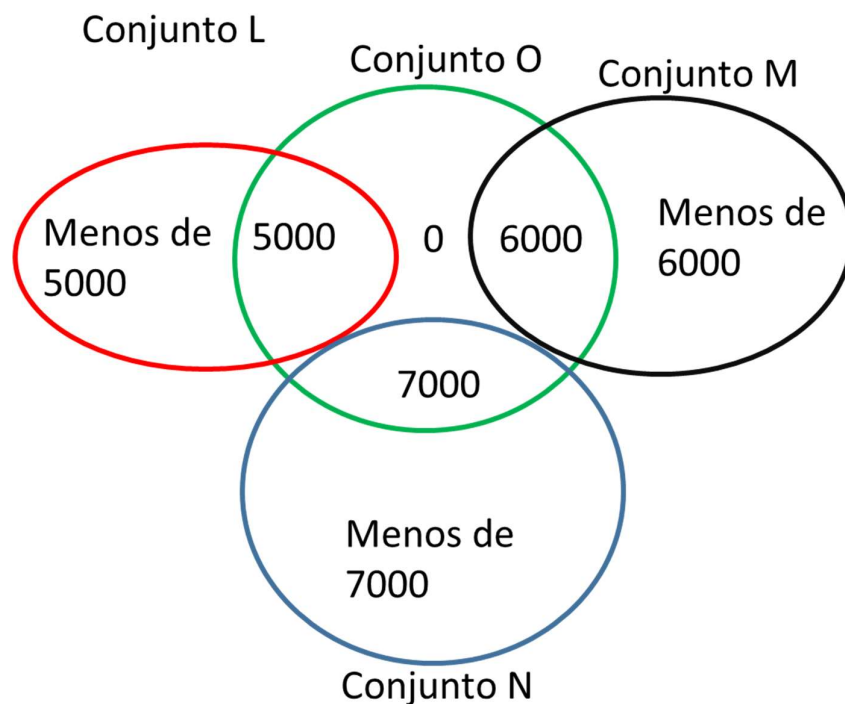 Conjunto L
Conjunto O
Conjunto M
Menos de
5000
5000
0
6000
Menos de
6000
7000
Menos de
7000
Conjunto N